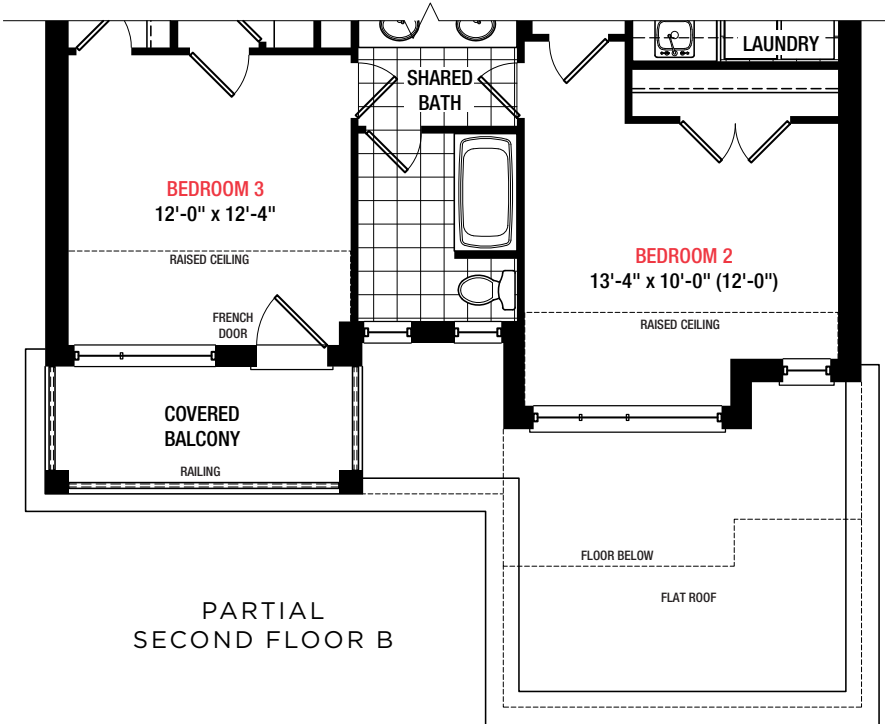 LAUNDRY
SHARED
BATH
BEDROOM 3
12'-0" x 12'-4"
RAISED CEILING
BEDROOM 2
13'-4" x 10'-0" (12'-0")
RAISED CEILING
FRENCH
DOOR
COVERED
BALCONY
RAILING
FLOOR BELOW
FLAT ROOF
PARTIAL
SECOND FLOOR B